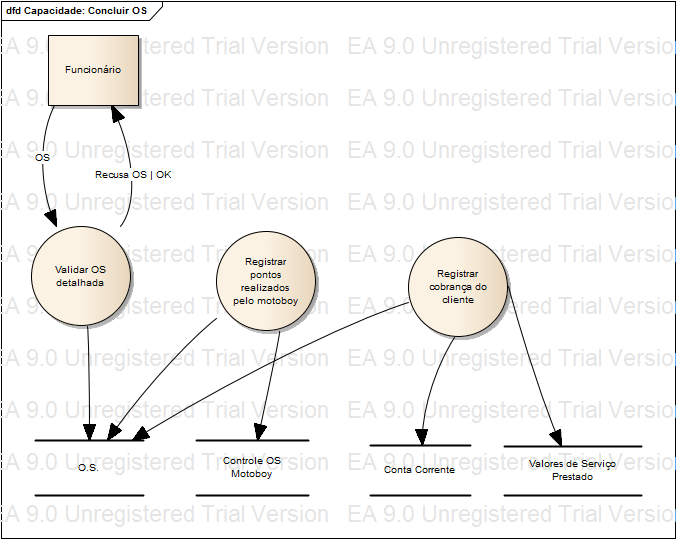 dfd Capacidade: Concluir OS
EA 9.0 Unregistered Trial Version EA 9.0 Unregistered Trial Version
Funcionário
EA 9.0 Unregistered Trial Version EA 9.0 Unregistered Trial Version
EA 9.0 Unregistered Trial Version EA 9.0 Unregistered Trial Version
OS
Recusa OS | OK
EA 9.0 Unregistered Trial Version EA 9.0 Unregistered Trial Version
EA 9.0 Unregistered Trial Version EA 9.0 Unregistered Trial Version
Validar OS
detalhada
Registrar
pontos
realizados
pelo motoboy
Registrar
cobrança do
cliente
EA 9.0 Unregistered Trial Version EA 9.0 Unregistered Trial Version
EA 9.0 Unregistered Trial Version EA 9.0 Unregistered Trial Version
EA 9.0 Unregistered Trial Version EA 9.0 Unregistered Trial Version
EA 9.0 Unregistered Trial Version EA 9.0 Unregistered Trial Version
O.S.
Controle OS
Motoboy
Conta Corrente
Valores de Serviço
Prestado
EA 9.0 Unregistered Trial Version EA 9.0 Unregistered Trial Version